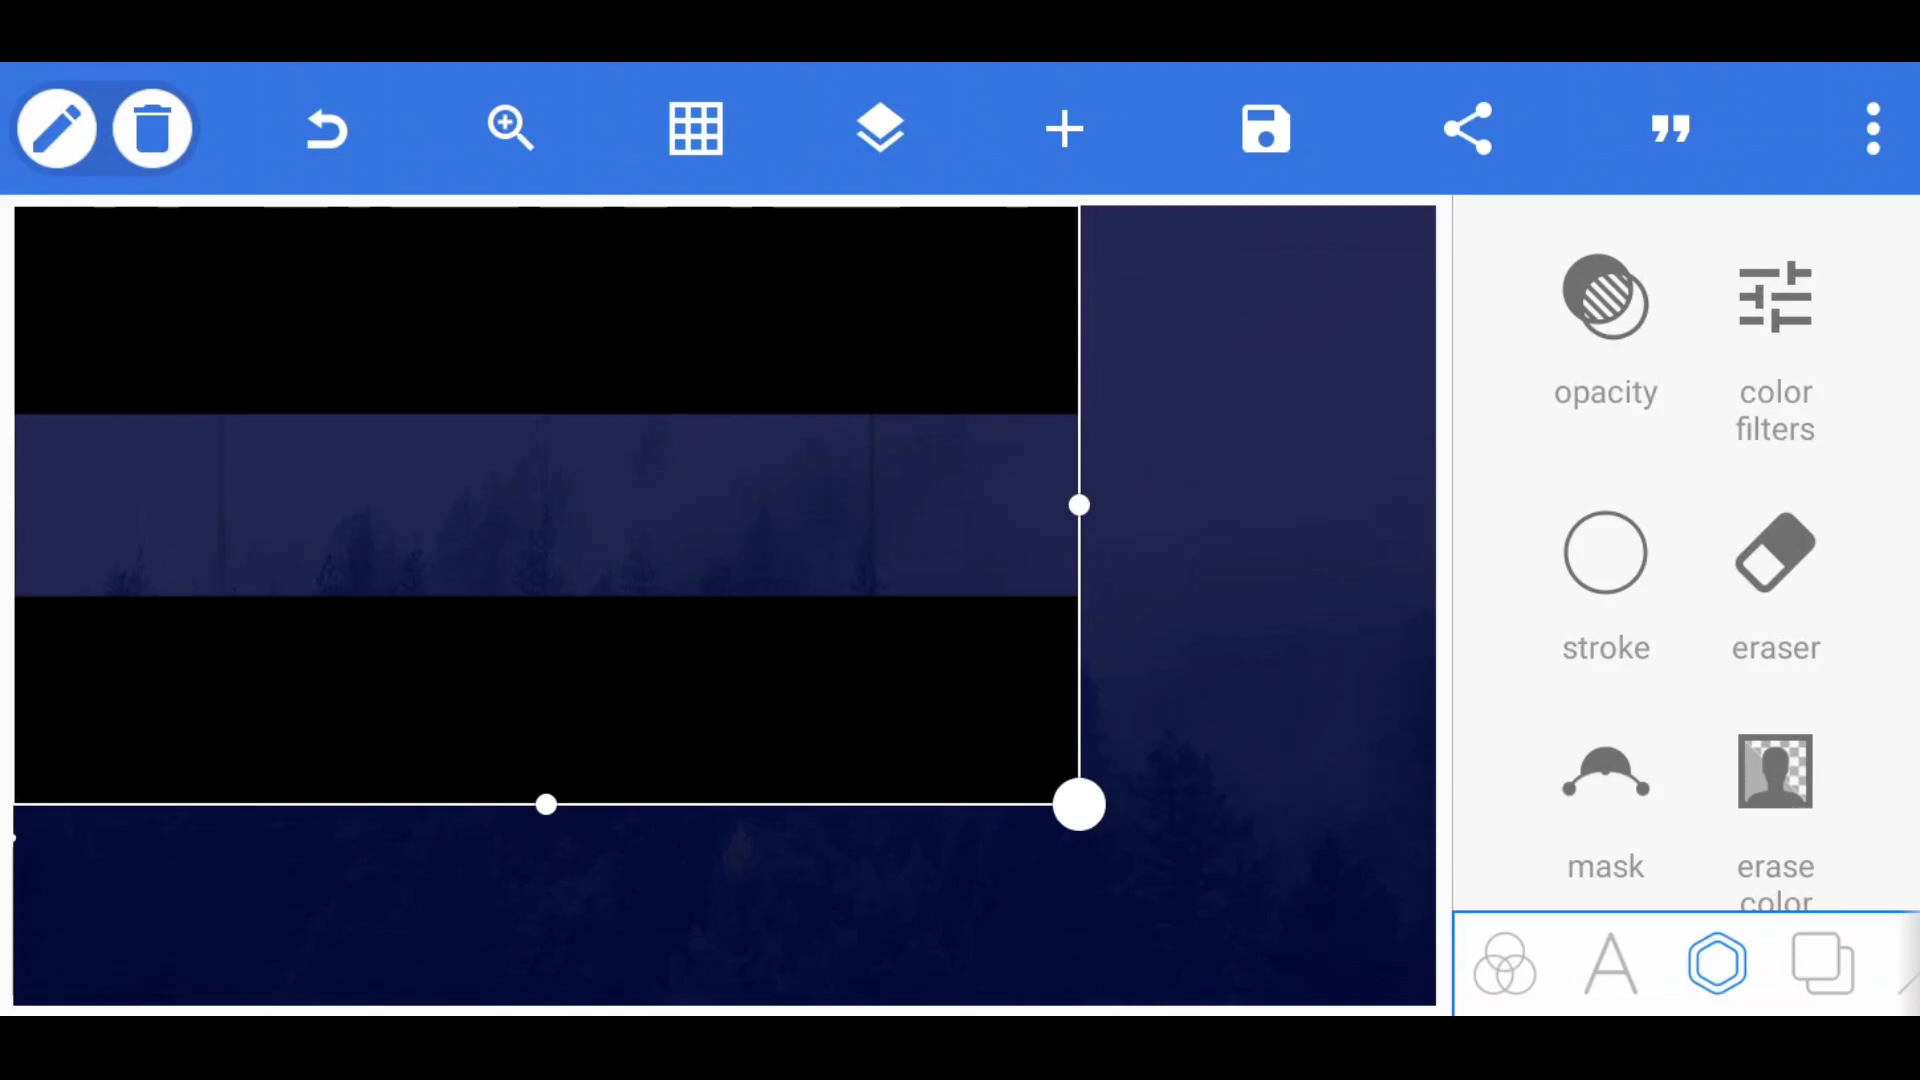 opacity
color
filters
stroke
eraser
mask
erase
color